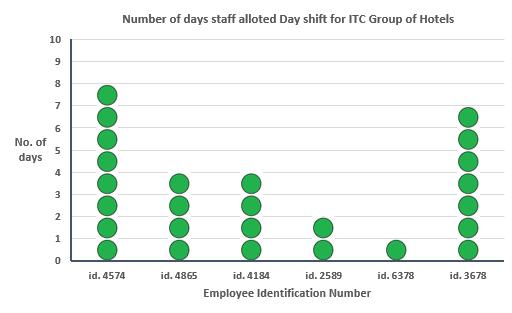 Number of days staff alloted Day shift for ITC Group of Hotels
10
9
8
7
6
5
4
3
2
1
0
No. of
days
id. 4574
id. 4865
id. 4184
id. 2589
id. 6378
id. 3678
Employee Identification Number